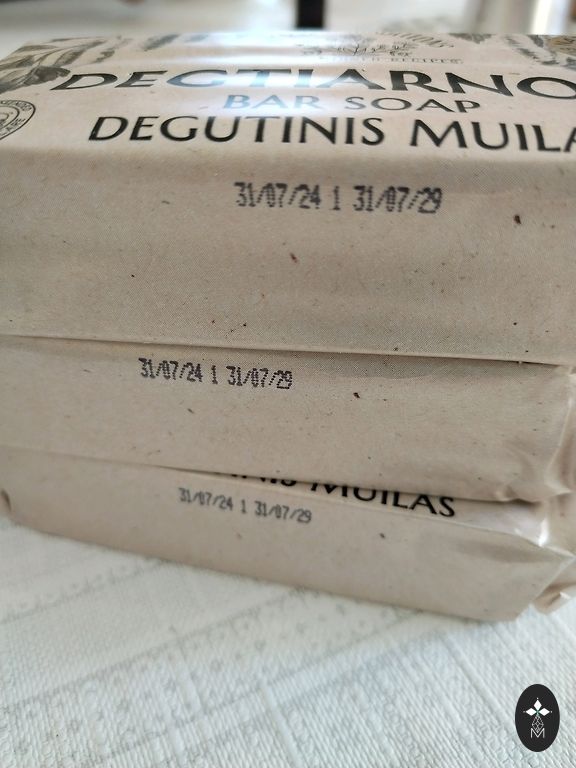 RECIPES
DEGTIARNO
BAR SOAP
DEGUTINIS MUILA
31/07/24 1 31/07/29
31/07/24 1 31/07/29
MUILAS
31/07/24 1 31/07/29
M